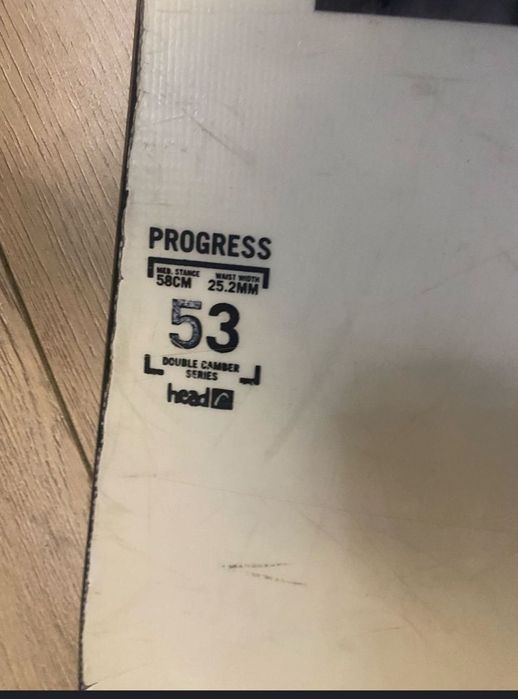 PROGRESS
MED. STANCE WAIST WIDTH
58CM 25.2MM
53
DOUBLE CAMBER
SERIES
head